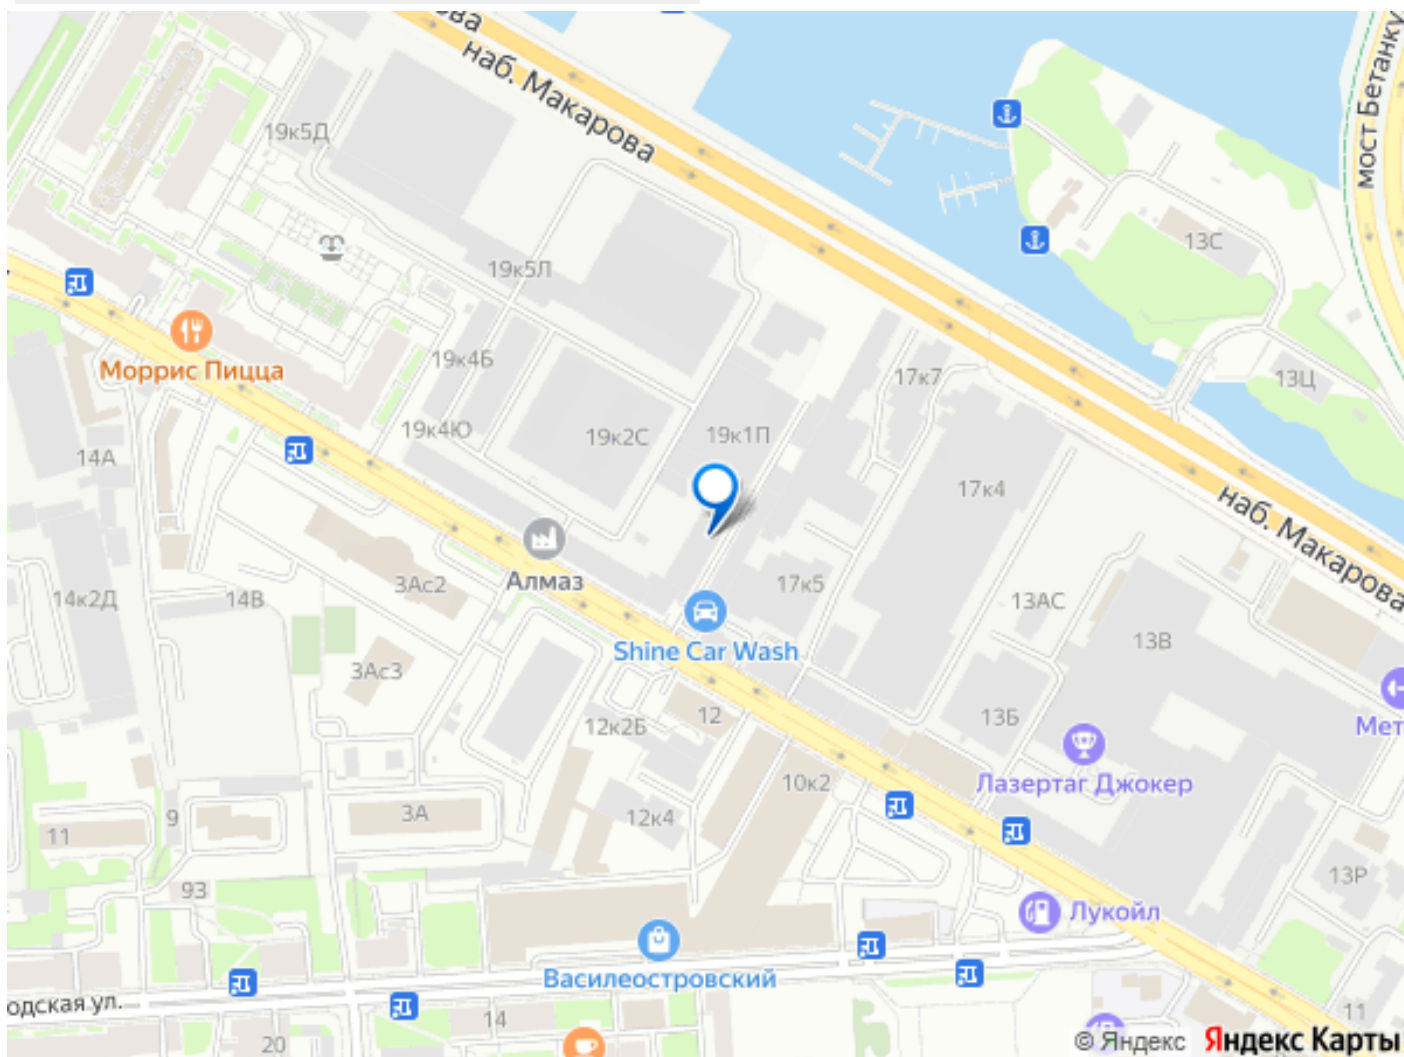 ва
наб. Макарова
мост Бетанку
19к5Д
13С
19к5Л
19к4Б
17к7
13Ц
Моррис Пицца
19к4Ю
19к2С
19к1П
14А
17к4
наб. Макарова
Алмаз
3Ас2
17к5
14к2Д
14В
13АС
13В
Shine Car Wash
3Ас3
12
12к2Б
13Б
Мет
Лазертаг Джокер
10к2
3А
12к4
9
11
93
13Р
Лукойл
Василеостровский
одская ул.
14
11
20
© Яндекс Яндекс Карты